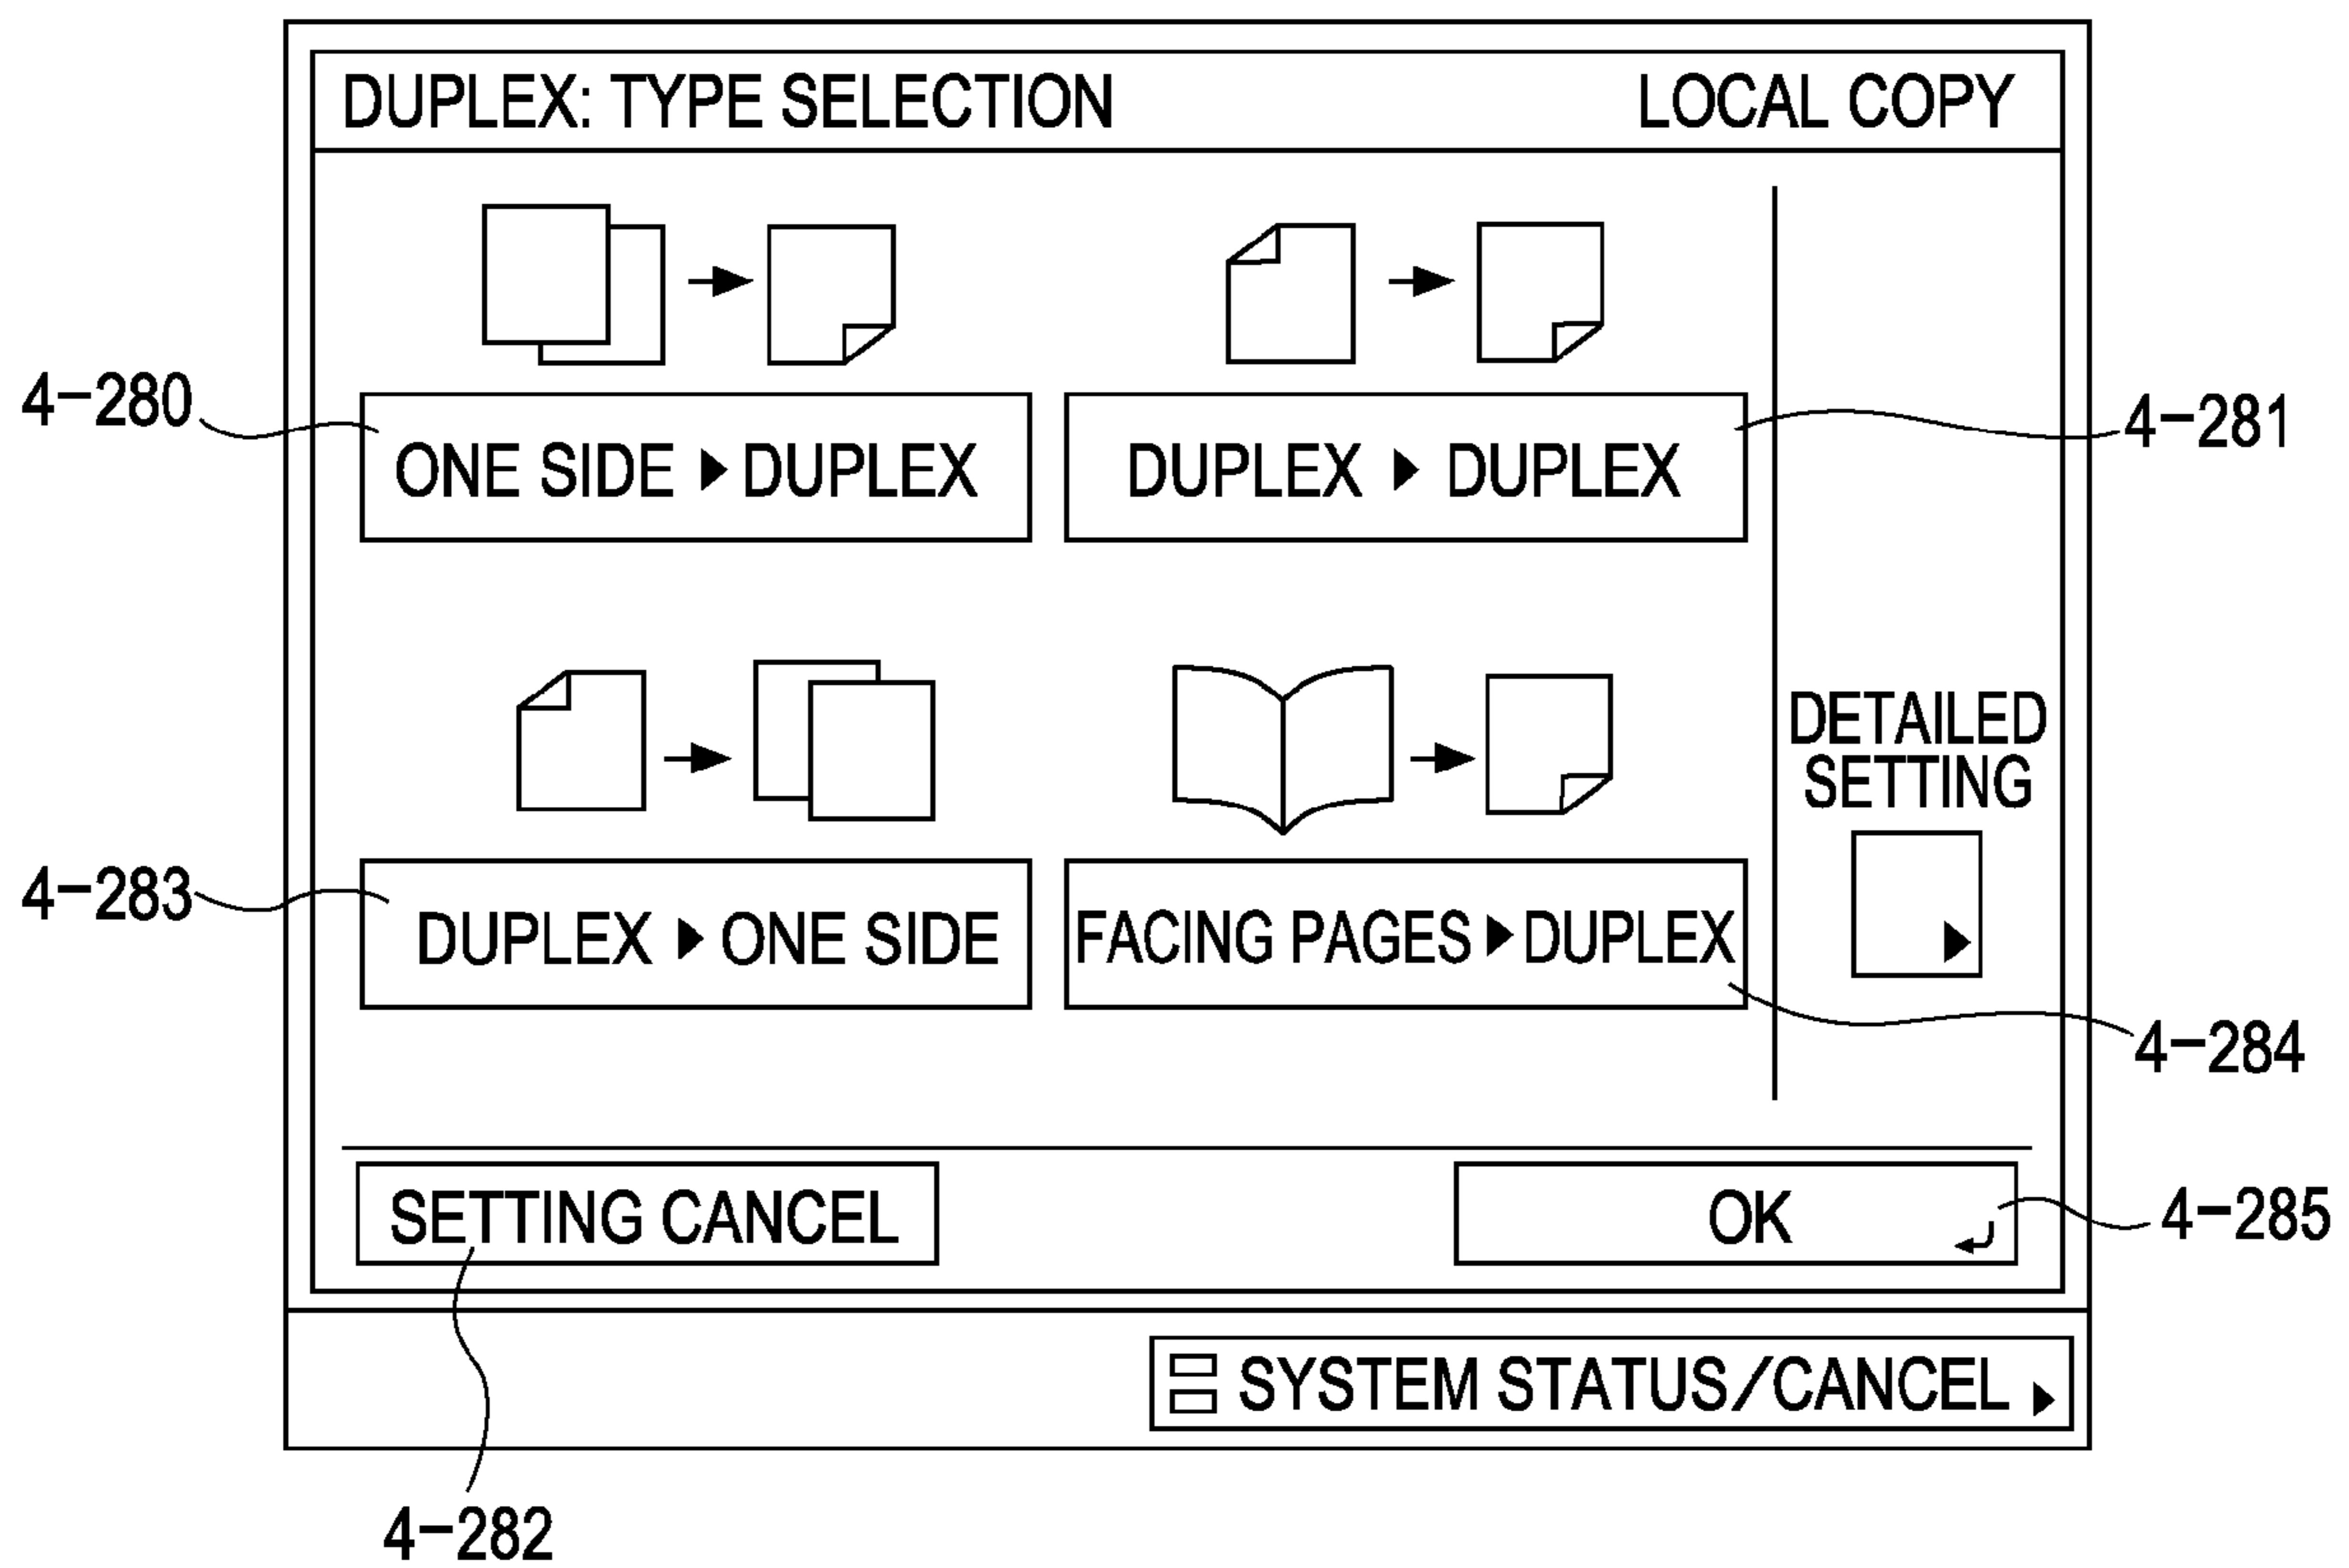 DUPLEX: TYPE SELECTION LOCAL COPY
4-280
4-281
ONE SIDE ▶ DUPLEX
DUPLEX ▶ DUPLEX
DETAILED
SETTING
4-283
DUPLEX ▶ ONE SIDE
FACING PAGES ▶ DUPLEX
4-284
SETTING CANCEL
OK
4-285
SYSTEM STATUS/CANCEL ▶
4-282